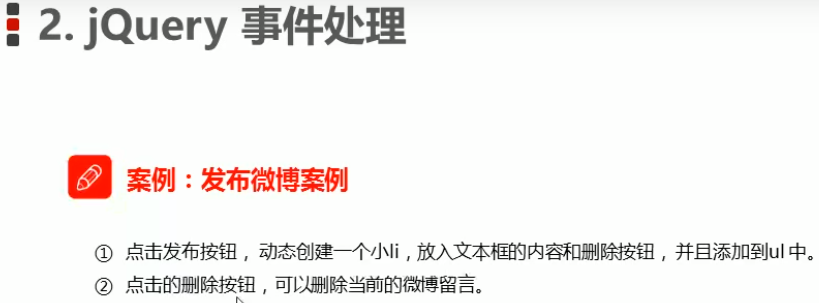 2. jQuery 事件处理
案例：发布微博案例
① 点击发布按钮，动态创建一个小li，放入文本框的内容和删除按钮，并且添加到ul 中。
② 点击的删除按钮，可以删除当前的微博留言。